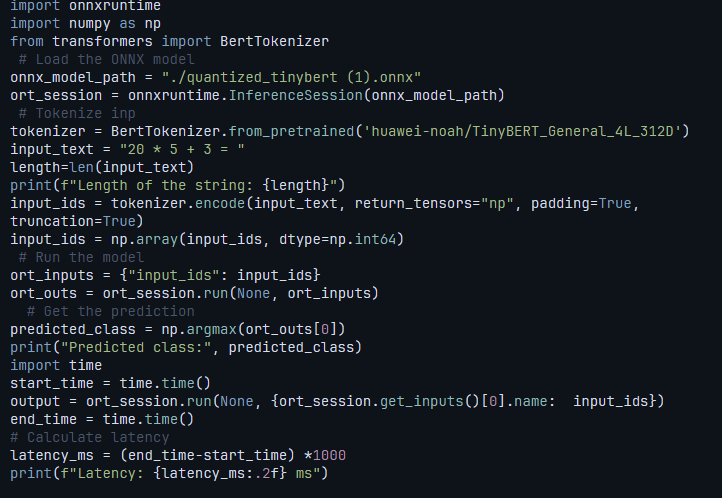 import onnxruntime
import numpy as np
from transformers import BertTokenizer
# Load the ONNX model
onnx_model_path = "./quantized_tinybert (1).onnx"
ort_session = onnxruntime.InferenceSession(onnx_model_path)
# Tokenize inp
tokenizer = BertTokenizer.from_pretrained('huawei-noah/TinyBERT_General_4L_312D')
input_text = "20 * 5 + 3 = "
length=len(input_text)
print(f"Length of the string: {length}")
input_ids = tokenizer.encode(input_text, return_tensors="np", padding=True,
truncation=True)
input_ids = np.array(input_ids, dtype=np.int64)
# Run the model
ort_inputs = {"input_ids": input_ids}
ort_outs = ort_session.run(None, ort_inputs)
# Get the prediction
predicted_class = np.argmax(ort_outs[0])
print("Predicted class:", predicted_class)
import time
start_time = time.time()
output = ort_session.run(None, {ort_session.get_inputs()[0].name:  input_ids})
end_time = time.time()
# Calculate latency
latency_ms = (end_time-start_time) *1000
print(f"Latency: {latency_ms:.2f} ms")